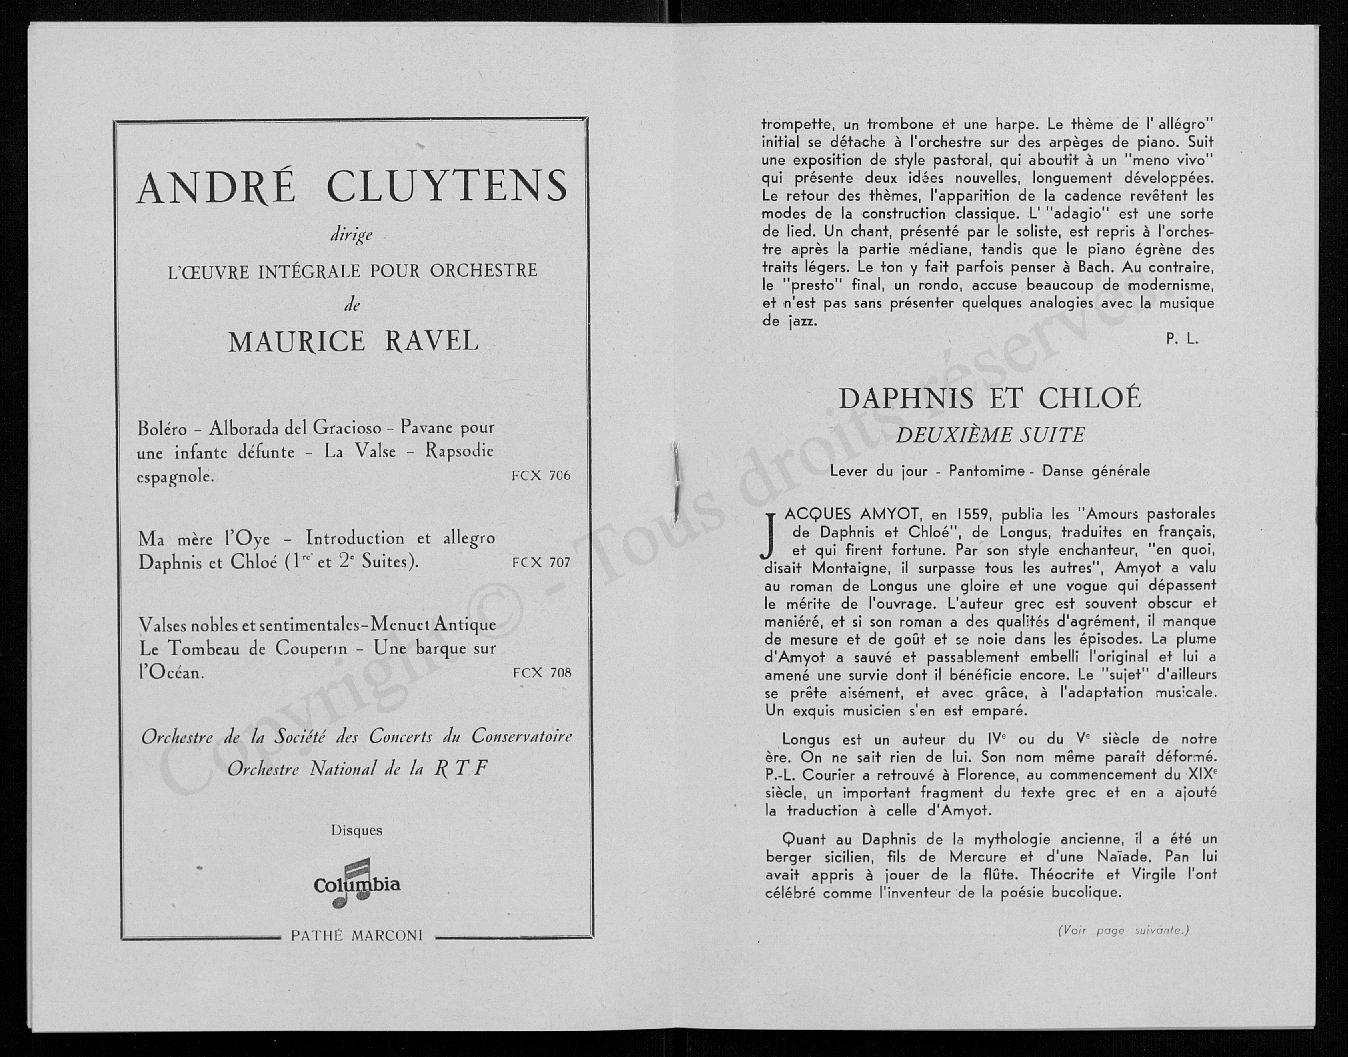 ANDRÉ CLUYTENS
dirige
L'ŒUVRE INTÉGRALE POUR ORCHESTRE
de
MAURICE RAVEL
Boléro – Alborada del Gracioso – Pavane pour
une infante défunte – La Valse – Rapsodie
espagnole. FCX 706
Ma mère l'Oye – Introduction et allegro
Daphnis et Chloé (1re et 2e Suites). FCX 707
Valses nobles et sentimentales – Menuet Antique
Le Tombeau de Couperin – Une barque sur
l'Océan. FCX 708
Orchestre de la Société des Concerts du Conservatoire
Orchestre National de la R T F
Disques
Columbia
PATHÉ MARCONI
trompette, un trombone et une harpe. Le thème de l' allégro"
initial se détache à l'orchestre sur des arpèges de piano. Suit
une exposition de style pastoral, qui aboutit à un "meno vivo"
qui présente deux idées nouvelles, longuement développées.
Le retour des thèmes, l'apparition de la cadence revêtent les
modes de la construction classique. L' "adagio" est une sorte
de lied. Un chant, présenté par le soliste, est repris à l'orches-
tre après la partie médiane, tandis que le piano égrène des
traits légers. Le ton y fait parfois penser à Bach. Au contraire,
le "presto" final, un rondo, accuse beaucoup de modernisme,
et n'est pas sans présenter quelques analogies avec la musique
de jazz.
P. L.
DAPHNIS ET CHLOÉ
DEUXIÈME SUITE
Lever du jour - Pantomime - Danse générale
JACQUES AMYOT, en 1559, publia les "Amours pastorales
de Daphnis et Chloé", de Longus, traduites en français,
et qui firent fortune. Par son style enchanteur, "en quoi,
disait Montaigne, il surpasse tous les autres", Amyot a valu
au roman de Longus une gloire et une vogue qui dépassent
le mérite de l'ouvrage. L'auteur grec est souvent obscur et
maniéré, et si son roman a des qualités d'agrément, il manque
de mesure et de goût et se noie dans les épisodes. La plume
d'Amyot a sauvé et passablement embelli l'original et lui a
amené une survie dont il bénéficie encore. Le "sujet" d'ailleurs
se prête aisément, et avec grâce, à l'adaptation musicale.
Un exquis musicien s'en est emparé.
Longus est un auteur du IVe ou du Ve siècle de notre
ère. On ne sait rien de lui. Son nom même paraît déformé.
P.-L. Courier a retrouvé à Florence, au commencement du XIXe
siècle, un important fragment du texte grec et en a ajouté
la traduction à celle d'Amyot.
Quant au Daphnis de la mythologie ancienne, il a été un
berger sicilien, fils de Mercure et d'une Naïade. Pan lui
avait appris à jouer de la flûte. Théocrite et Virgile l'ont
célébré comme l'inventeur de la poésie bucolique.
(Voir page suivante.)
Copyright © - Tous droits réservés.